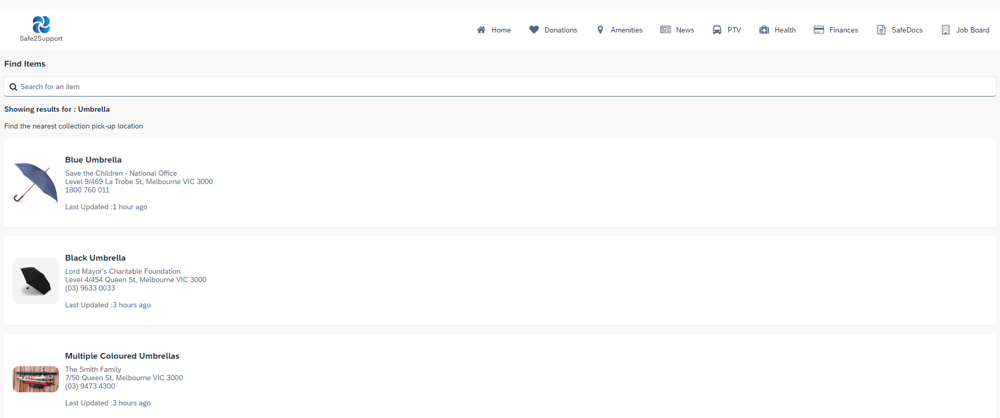 Safe2Support
Home
Donations
Amenities
News
PTV
Health
Finances
SafeDocs
Job Board
Find Items
Search for an item
Showing results for : Umbrella
Find the nearest collection pick-up location
Blue Umbrella
Save the Children - National Office
Level 9/469 La Trobe St, Melbourne VIC 3000
1800 760 011
Last Updated :1 hour ago
Black Umbrella
Lord Mayor's Charitable Foundation
Level 4/454 Queen St, Melbourne VIC 3000
(03) 9633 0033
Last Updated :3 hours ago
Multiple Coloured Umbrellas
The Smith Family
7/50 Queen St, Melbourne VIC 3000
(03) 9473 4300
Last Updated :3 hours ago